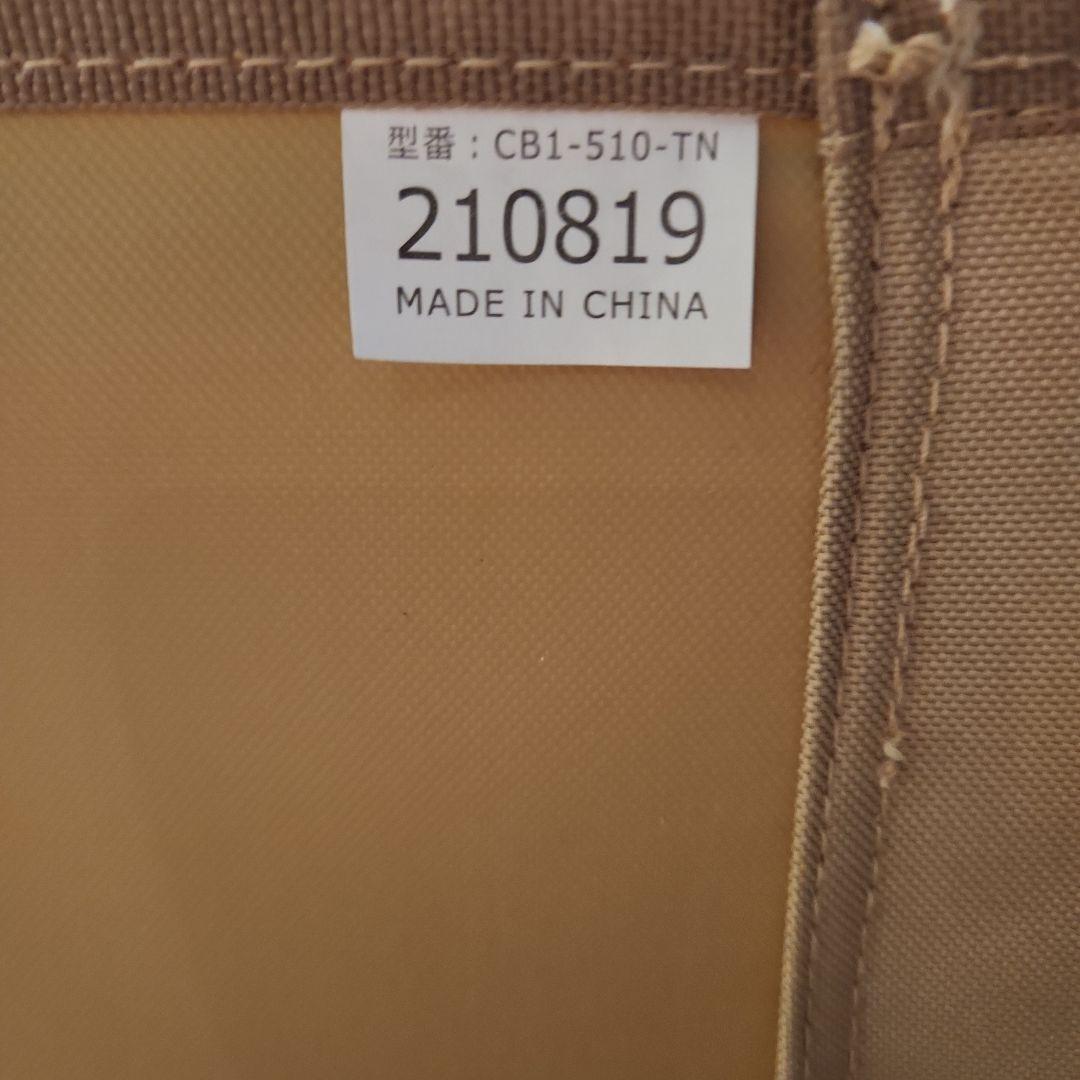 型番：CB1-510-TN
210819
MADE IN CHINA